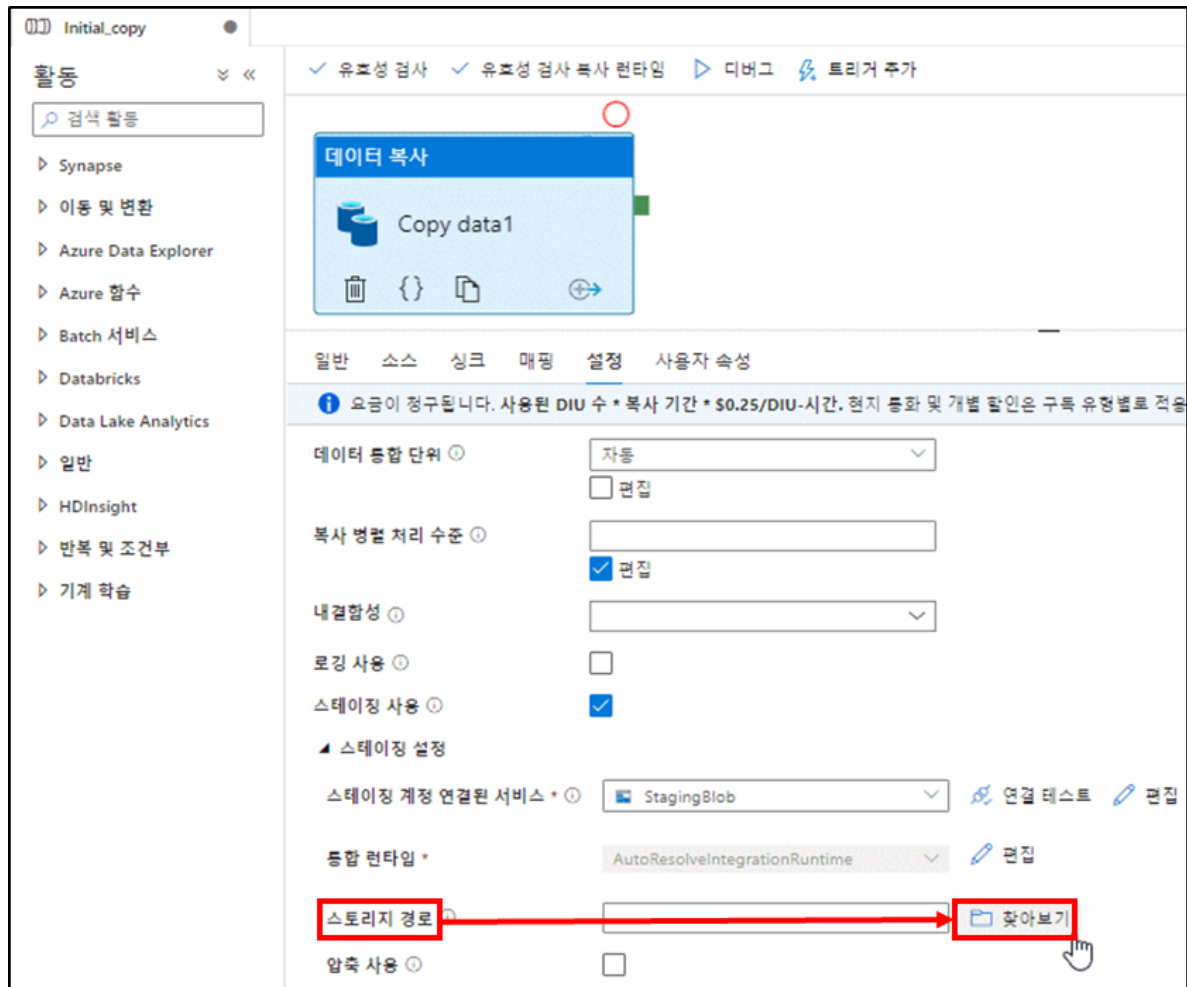 Initial_copy
활동
검색 활동
Synapse
이동 및 변환
Azure Data Explorer
Azure 함수
Batch 서비스
Databricks
Data Lake Analytics
일반
HDInsight
반복 및 조건부
기계 학습
유효성 검사 유효성 검사 복사 런타임 디버그 트리거 추가
데이터 복사
Copy data1
일반 소스 싱크 매핑 설정 사용자 속성
요금이 청구됩니다. 사용된 DIU 수 * 복사 기간 * $0.25/DIU-시간. 현지 통화 및 개별 할인은 구독 유형별로 적용
데이터 통합 단위 자동
편집
복사 병렬 처리 수준
편집
내결함성
로깅 사용
스테이징 사용
스테이징 설정
스테이징 계정 연결된 서비스 * StagingBlob 연결 테스트 편집
통합 런타임 * AutoResolveIntegrationRuntime 편집
스토리지 경로 찾아보기
압축 사용